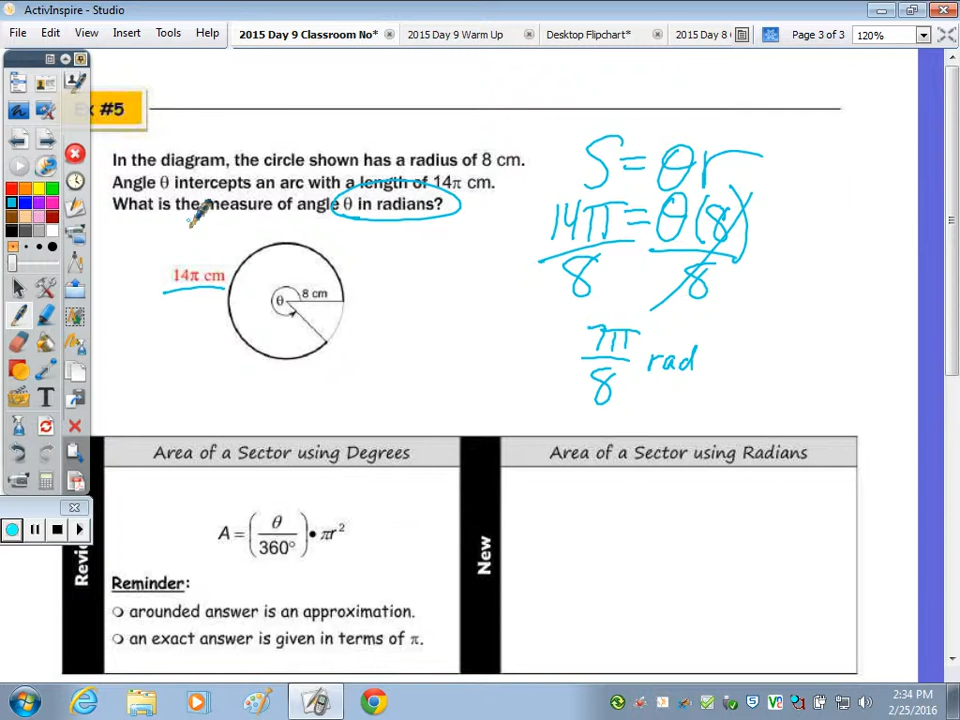 ActivInspire - Studio
File Edit View Insert Tools Help
2015 Day 9 Classroom No* 2015 Day 9 Warm Up Desktop Flipchart* 2015 Day 8 Page 3 of 3 120%
Ex #5
In the diagram, the circle shown has a radius of 8 cm.
Angle θ intercepts an arc with a length of 14π cm.
What is the measure of angle θ in radians?
14π cm
θ 8 cm
S = θr
14π = θ(8)
8 8
7π
8 rad
Review
Area of a Sector using Degrees
A = (θ/360°) • πr²
Reminder:
arounded answer is an approximation.
an exact answer is given in terms of π.
New
Area of a Sector using Radians
2:34 PM
2/25/2016